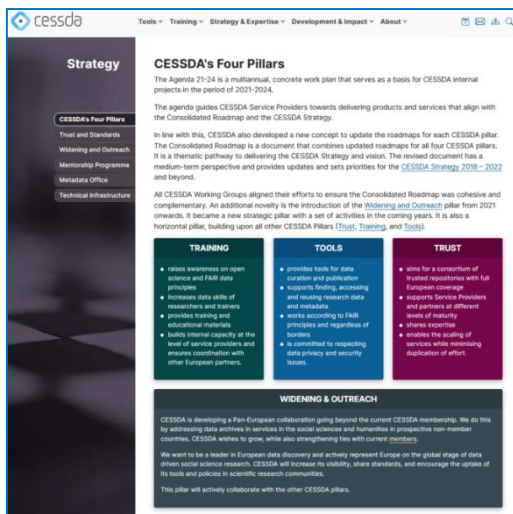 cessda
Tools Training Strategy & Expertise Development & Impact About
Strategy
CESSDA's Four Pillars
Trust and Standards
Widening and Outreach
Mentorship Programme
Metadata Office
Technical Infrastructure
CESSDA's Four Pillars
The Agenda 21-24 is a multiannual, concrete work plan that serves as a basis for CESSDA internal
projects in the period of 2021-2024.
The agenda guides CESSDA Service Providers towards delivering products and services that align with
the Consolidated Roadmap and the CESSDA Strategy.
In line with this, CESSDA also developed a new concept to update the roadmaps for each CESSDA pillar.
The Consolidated Roadmap is a document that combines updated roadmaps for all four CESSDA pillars.
It is a thematic pathway to delivering the CESSDA Strategy and vision. The revised document has a
medium-term perspective and provides updates and sets priorities for the CESSDA Strategy 2018 – 2022
and beyond.
All CESSDA Working Groups aligned their efforts to ensure the Consolidated Roadmap was cohesive and
complementary. An additional novelty is the introduction of the Widening and Outreach pillar from 2021
onwards. It became a new strategic pillar with a set of activities in the coming years. It is also a
horizontal pillar, building upon all other CESSDA Pillars (Trust, Training, and Tools).
TRAINING
raises awareness on open
science and FAIR data
principles
increases data skills of
researchers and trainers
provides training and
educational materials
builds internal capacity at the
level of service providers and
ensures coordination with
other European partners.
TOOLS
provides tools for data
curation and publication
supports finding, accessing
and reusing research data
and metadata
works according to FAIR
principles and regardless of
borders
is committed to respecting
data privacy and security
issues.
TRUST
aims for a consortium of
trusted repositories with full
European coverage
supports Service Providers
and partners at different
levels of maturity
shares expertise
enables the scaling of
services while minimising
duplication of effort.
WIDENING & OUTREACH
CESSDA is developing a Pan-European collaboration going beyond the current CESSDA membership. We do this
by addressing data archives in services in the social sciences and humanities in prospective non-member
countries. CESSDA wishes to grow, while also strengthening ties with current members.
We want to be a leader in European data discovery and actively represent Europe on the global stage of data
driven social science research. CESSDA will increase its visibility, share standards, and encourage the uptake of
its tools and policies in scientific research communities.
This pillar will actively collaborate with the other CESSDA pillars.